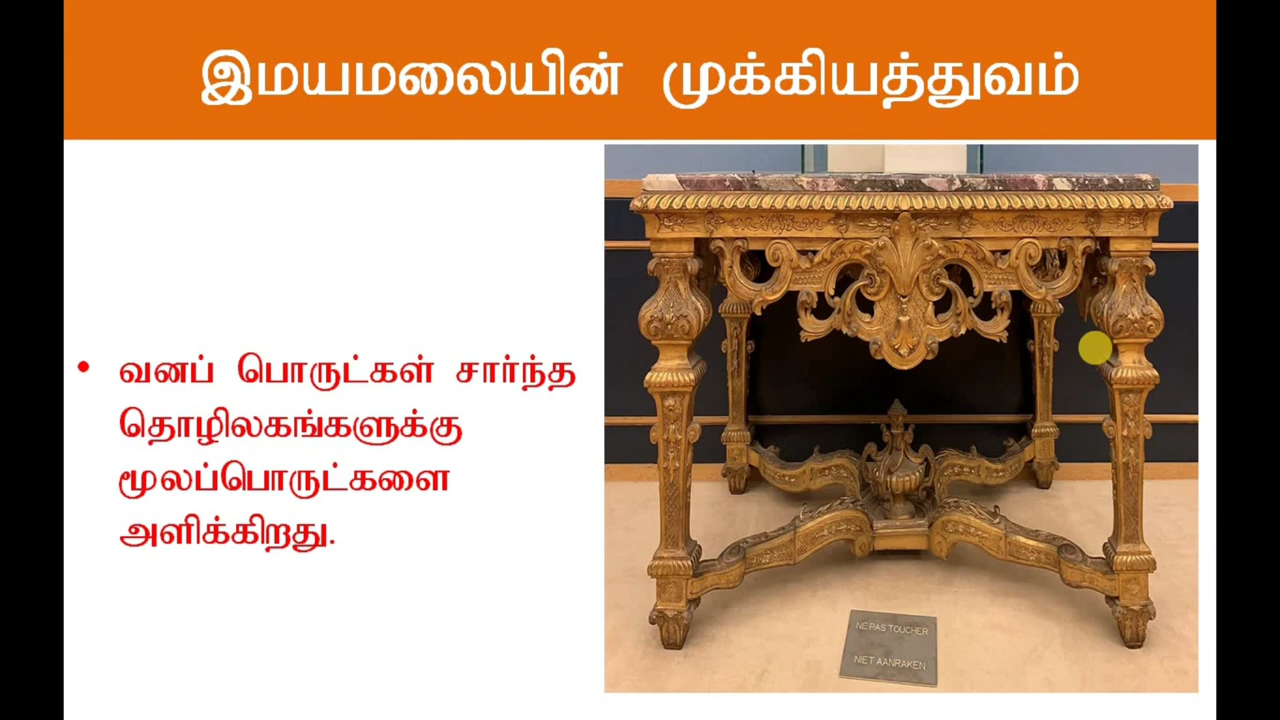 இமயமலையின் முக்கியத்துவம்
• வனப் பொருட்கள் சார்ந்த
தொழிலகங்களுக்கு
மூலப்பொருட்களை
அளிக்கிறது.
NE PAS TOUCHER
NIET AANRAKEN